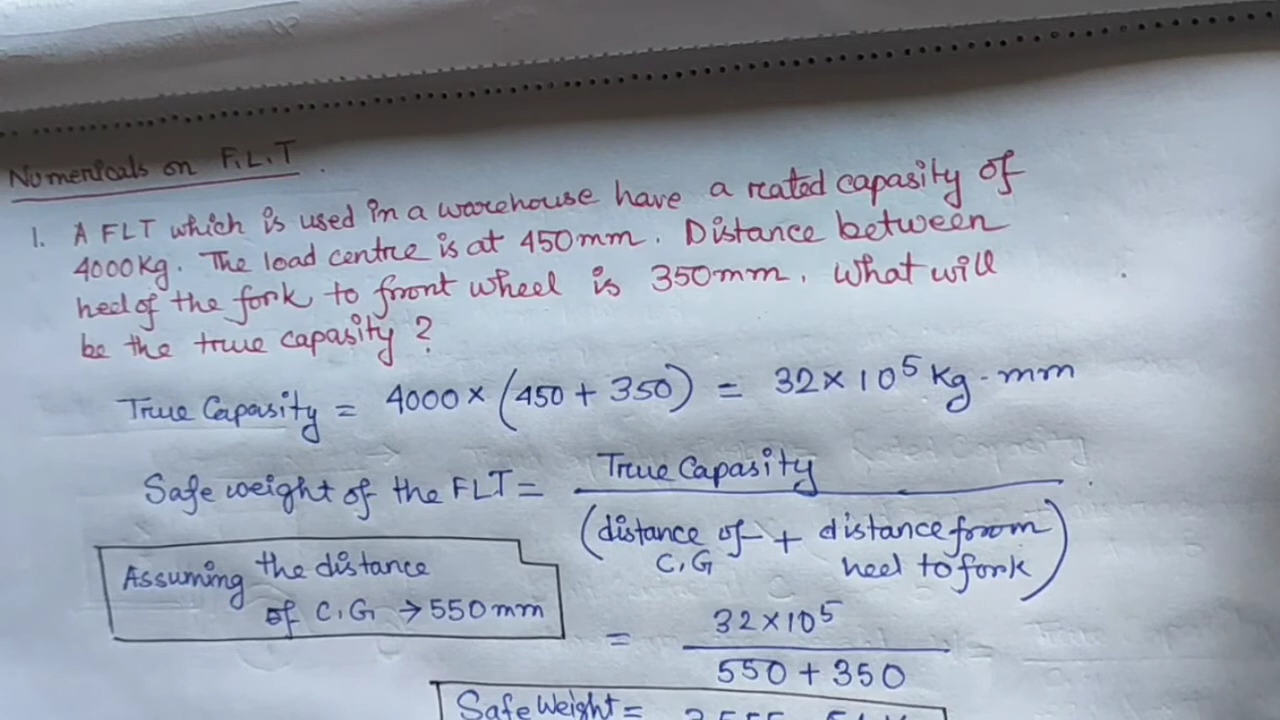 Numericals on F.L.T.
1. A FLT which is used in a warehouse have a rated capasity of
4000Kg. The load centre is at 450mm. Distance between
heel of the fork to front wheel is 350mm. What will
be the true capasity?
True Capasity = 4000 × (450 + 350) = 32×10⁵ Kg-mm
Safe weight of the FLT = True Capasity
(distance of C.G + distance from heel to fork)
Assuming the distance
of C.G → 550mm
= 32×10⁵
550 + 350
Safe Weight =